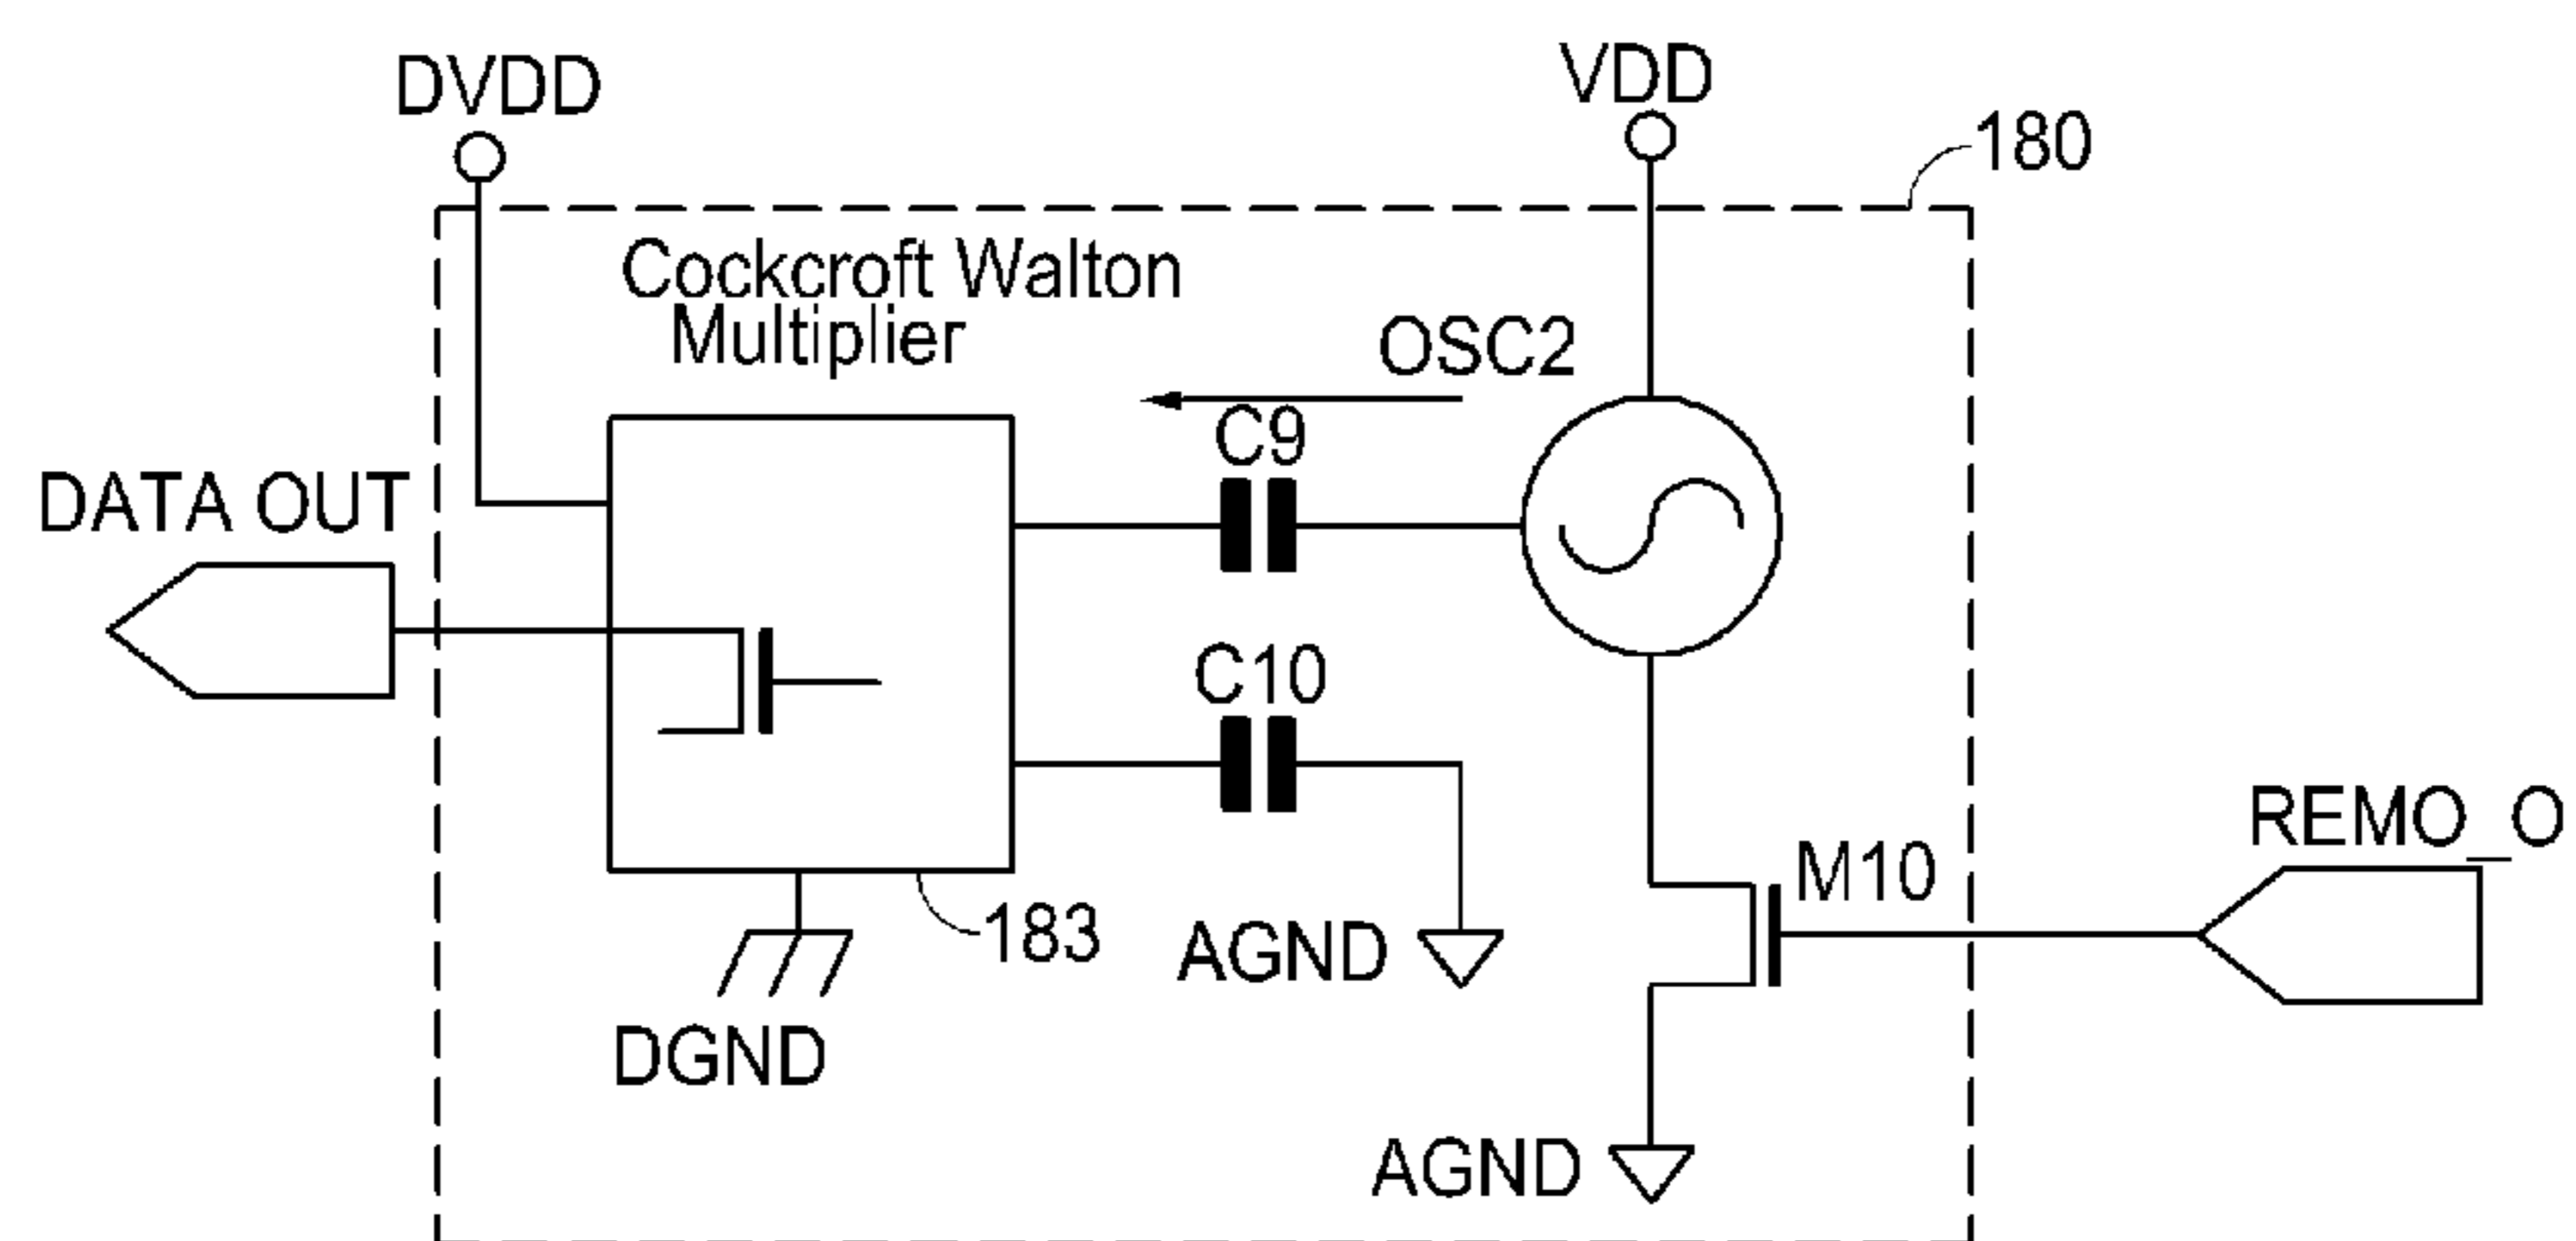 DVDD
VDD
180
Cockcroft Walton
Multiplier
OSC2
C9
DATA OUT
C10
REMO_O
M10
183
AGND
DGND
AGND